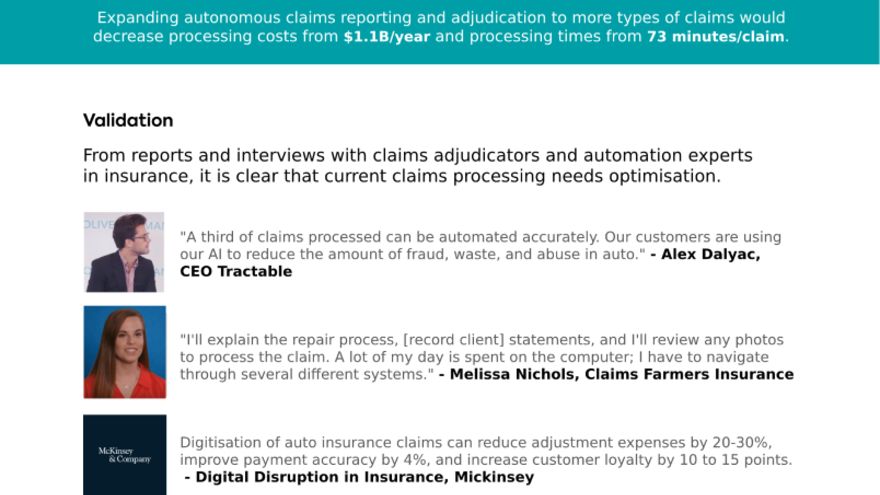 Expanding autonomous claims reporting and adjudication to more types of claims would
decrease processing costs from $1.1B/year and processing times from 73 minutes/claim.
Validation
From reports and interviews with claims adjudicators and automation experts
in insurance, it is clear that current claims processing needs optimisation.
OLIVE MAN
"A third of claims processed can be automated accurately. Our customers are using
our AI to reduce the amount of fraud, waste, and abuse in auto." - Alex Dalyac,
CEO Tractable
"I'll explain the repair process, [record client] statements, and I'll review any photos
to process the claim. A lot of my day is spent on the computer; I have to navigate
through several different systems." - Melissa Nichols, Claims Farmers Insurance
McKinsey
& Company
Digitisation of auto insurance claims can reduce adjustment expenses by 20-30%,
improve payment accuracy by 4%, and increase customer loyalty by 10 to 15 points.
- Digital Disruption in Insurance, Mickinsey